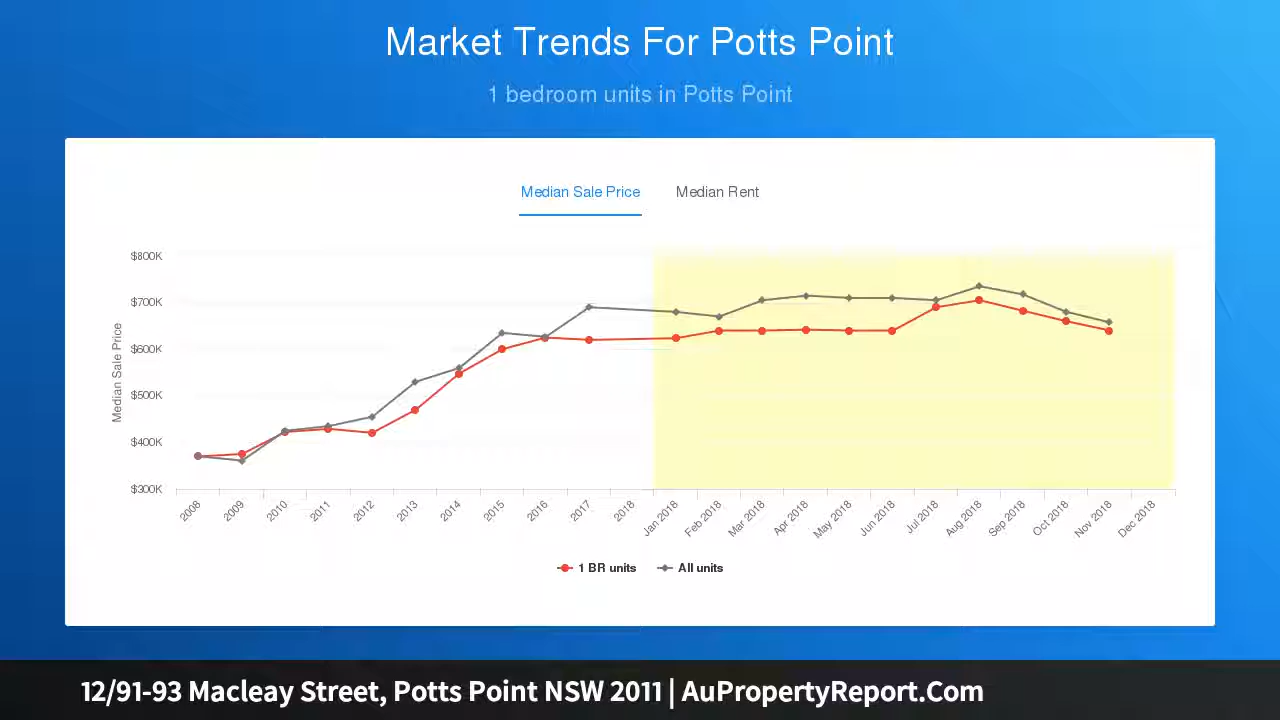 Market Trends For Potts Point
1 bedroom units in Potts Point
Median Sale Price Median Rent
Median Sale Price
$800K
$700K
$600K
$500K
$400K
$300K
2008 2009 2010 2011 2012 2013 2014 2015 2016 2017 2018 Jan 2018 Feb 2018 Mar 2018 Apr 2018 May 2018 Jun 2018 Jul 2018 Aug 2018 Sep 2018 Oct 2018 Nov 2018 Dec 2018
1 BR units All units
12/91-93 Macleay Street, Potts Point NSW 2011 | AuPropertyReport.Com